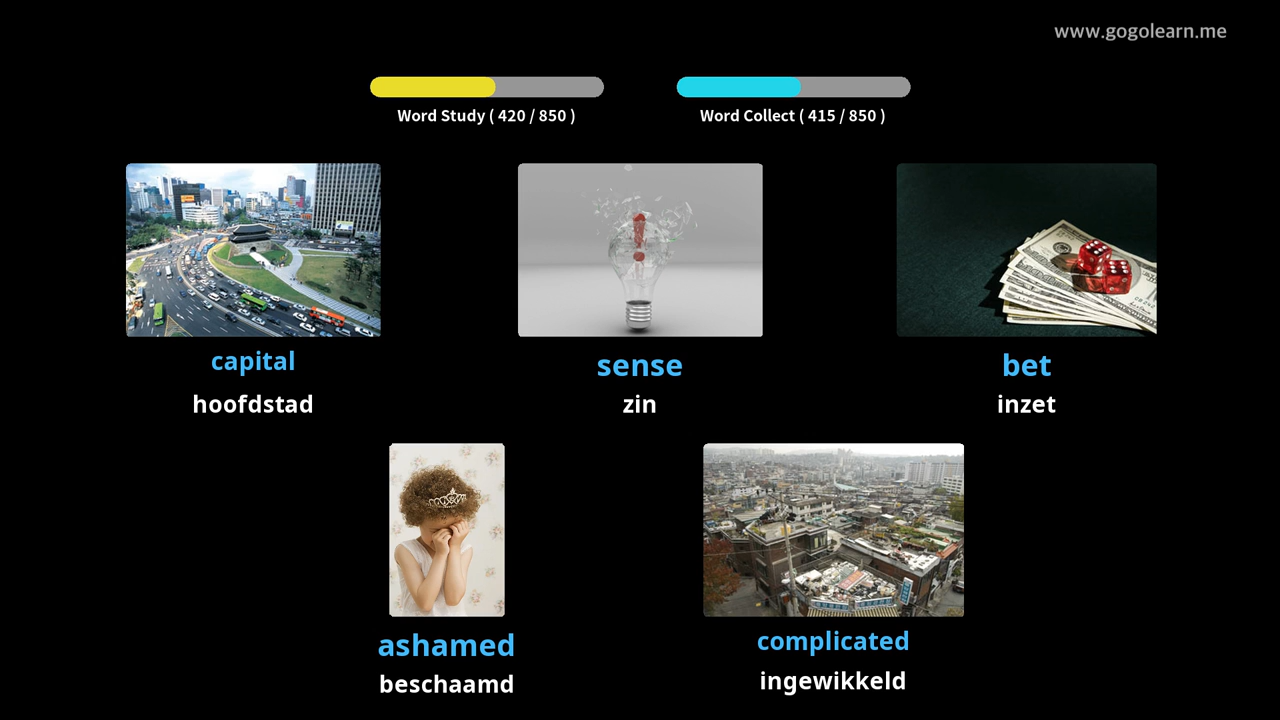 www.gogolearn.me
Word Study ( 420 / 850 )
Word Collect ( 415 / 850 )
capital
hoofdstad
sense
zin
bet
inzet
ashamed
beschaamd
complicated
ingewikkeld